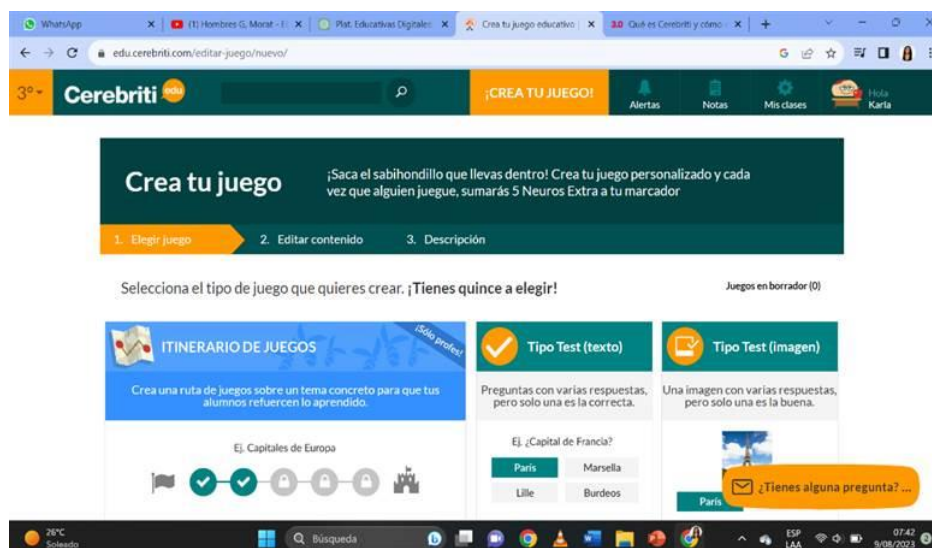 WhatsApp
(1) Hombres G, Morat - E
Plat. Educativas Digitales
Crea tu juego educativo |
3.0 Qué es Cerebriti y cómo
edu.cerebriti.com/editar-juego/nuevo/
3º
Cerebriti edu
¡CREA TU JUEGO!
Alertas
Notas
Mis clases
Hola
Karla
Crea tu juego
¡Saca el sabihondillo que llevas dentro! Crea tu juego personalizado y cada
vez que alguien juegue, sumarás 5 Neuros Extra a tu marcador
1. Elegir juego
2. Editar contenido
3. Descripción
Selecciona el tipo de juego que quieres crear. ¡Tienes quince a elegir!
Juegos en borrador (0)
ITINERARIO DE JUEGOS
¡Sólo profes!
Crea una ruta de juegos sobre un tema concreto para que tus
alumnos refuercen lo aprendido.
Ej. Capitales de Europa
Tipo Test (texto)
Preguntas con varias respuestas,
pero solo una es la correcta.
Ej. ¿Capital de Francia?
París
Marsella
Lille
Burdeos
Tipo Test (imagen)
Una imagen con varias respuestas,
pero solo una es la buena.
París
¿Tienes alguna pregunta? ...
26°C
Soleado
Búsqueda
ESP
LAA
07:42
9/08/2023